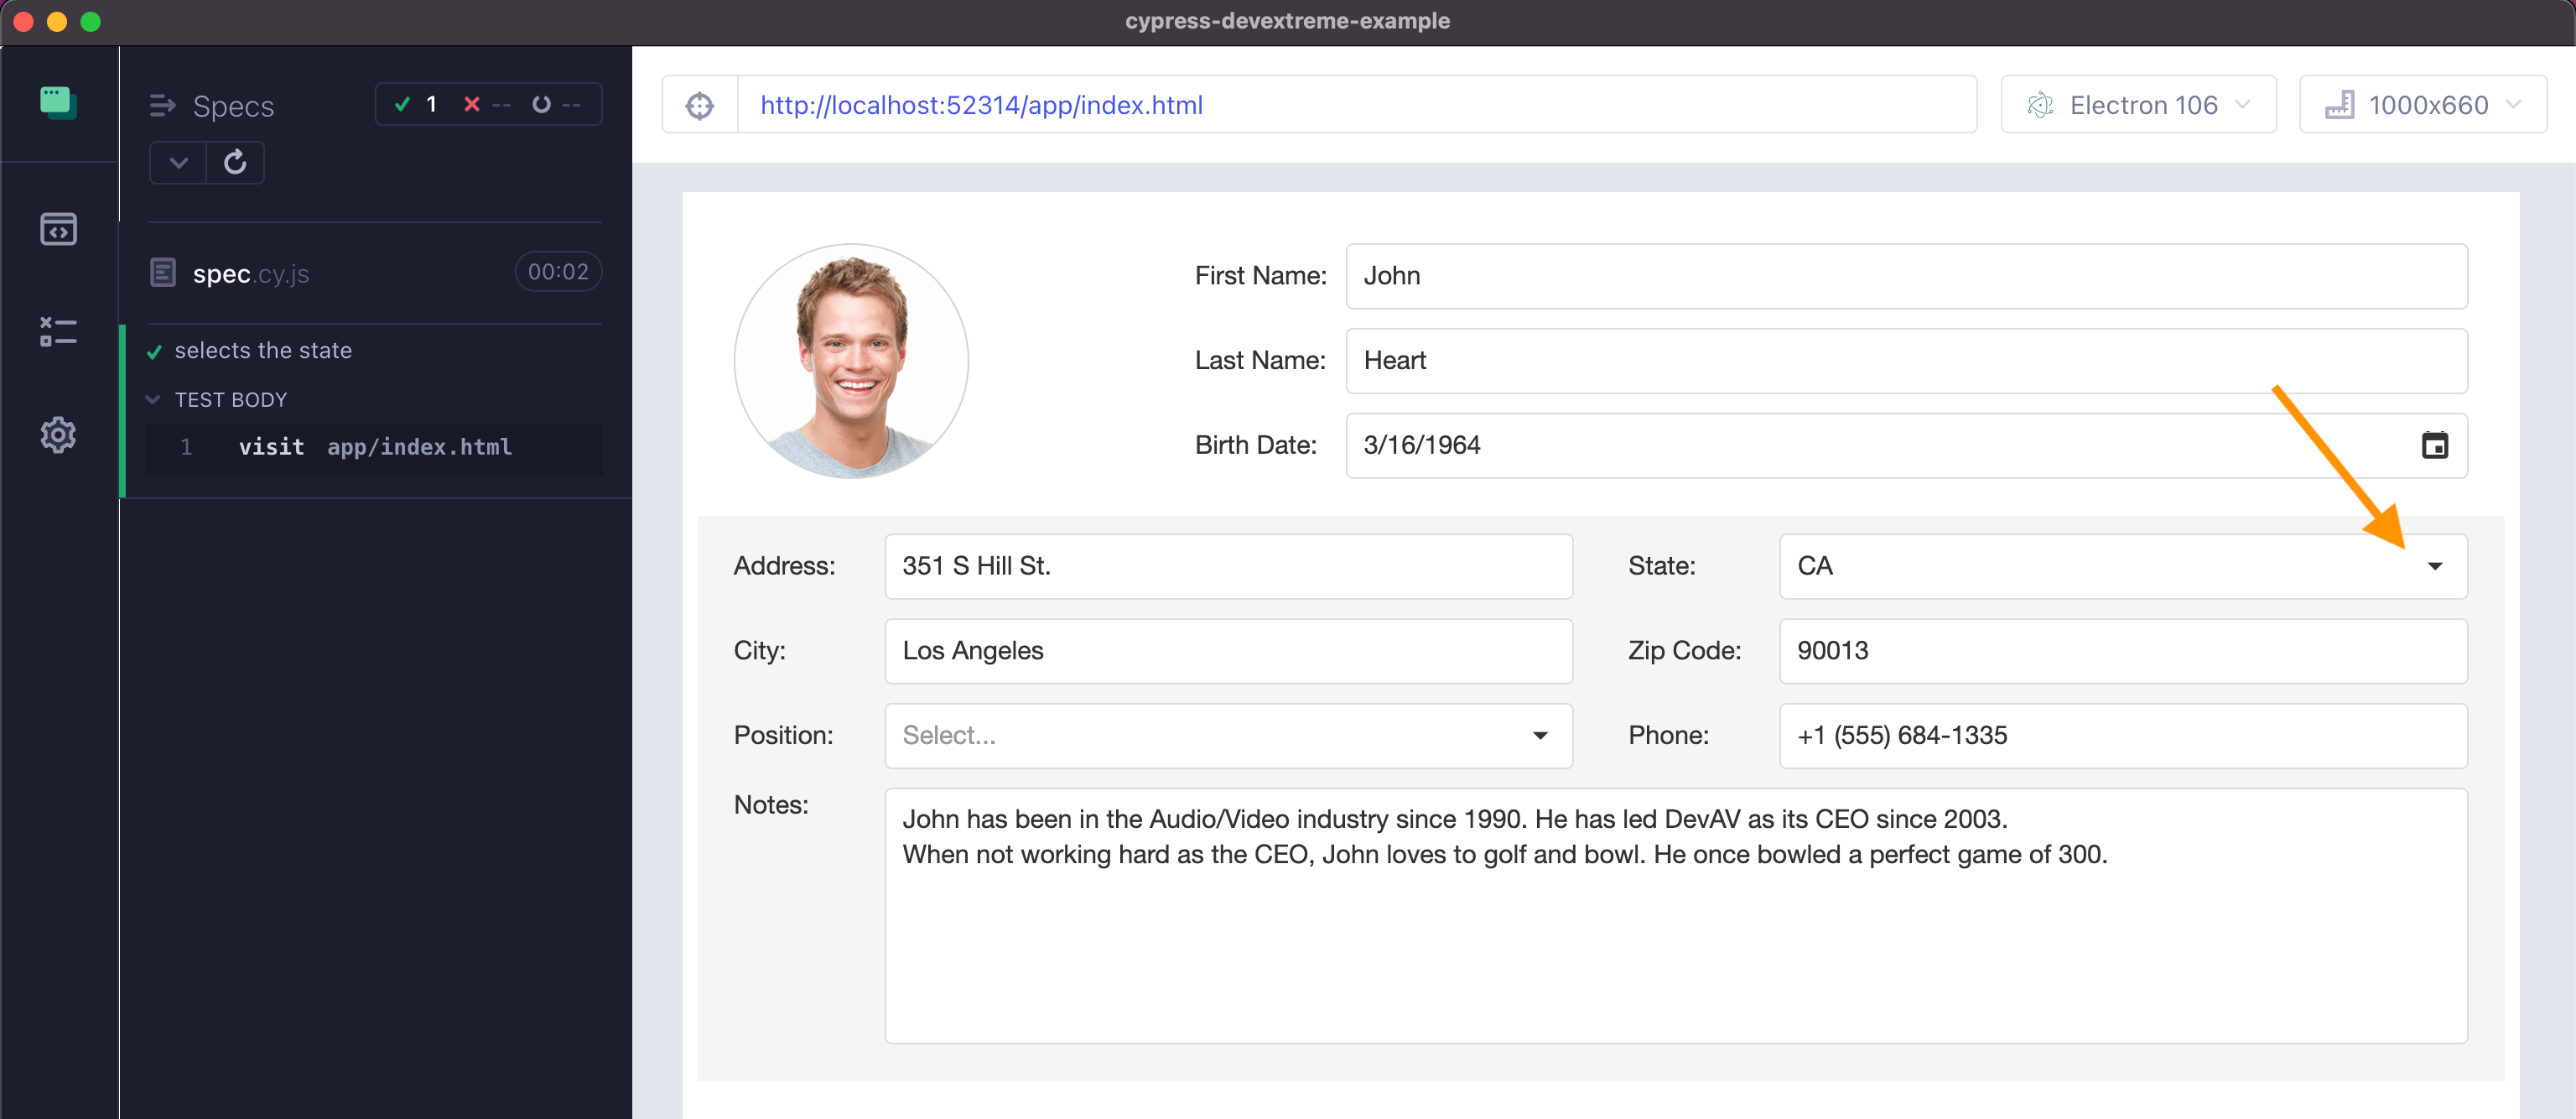 cypress-devextreme-example
Specs
1 -- --
spec.cy.js 00:02
selects the state
TEST BODY
1 visit app/index.html
http://localhost:52314/app/index.html
Electron 106
1000x660
First Name: John
Last Name: Heart
Birth Date: 3/16/1964
Address: 351 S Hill St.
State: CA
City: Los Angeles
Zip Code: 90013
Position: Select...
Phone: +1 (555) 684-1335
Notes: John has been in the Audio/Video industry since 1990. He has led DevAV as its CEO since 2003.
When not working hard as the CEO, John loves to golf and bowl. He once bowled a perfect game of 300.